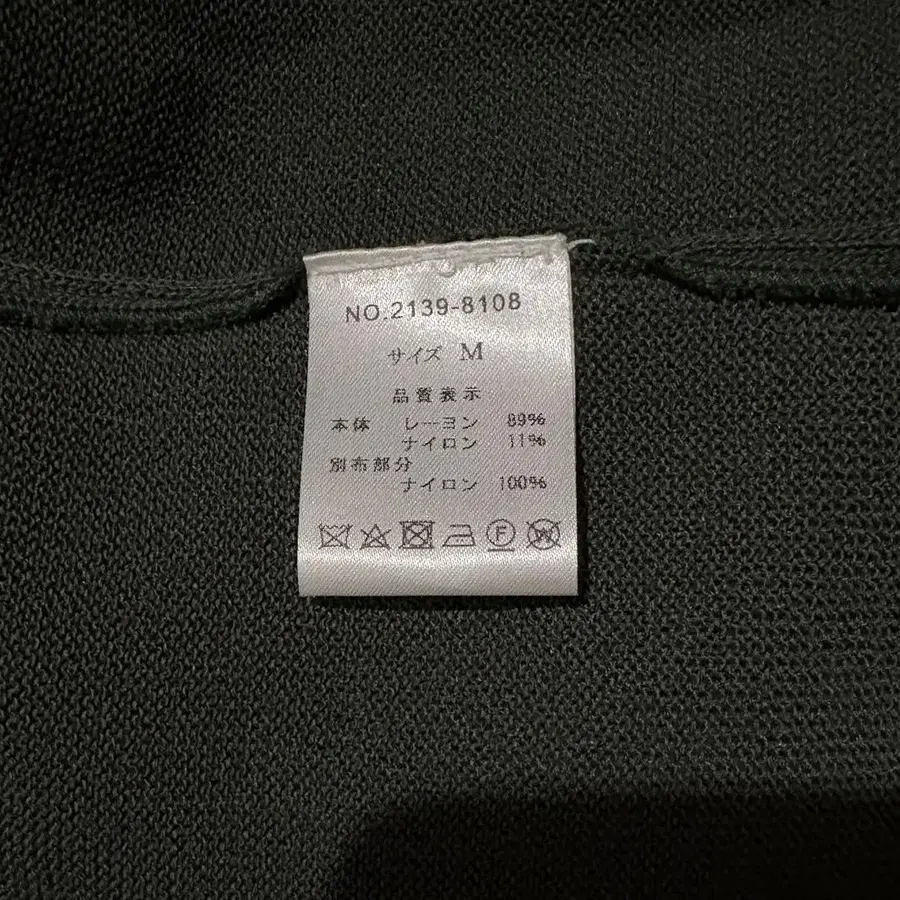 NO.2139-8108
サイズ M
品質表示
本体 レーヨン 89%
ナイロン 11%
別布部分
ナイロン 100%
F W